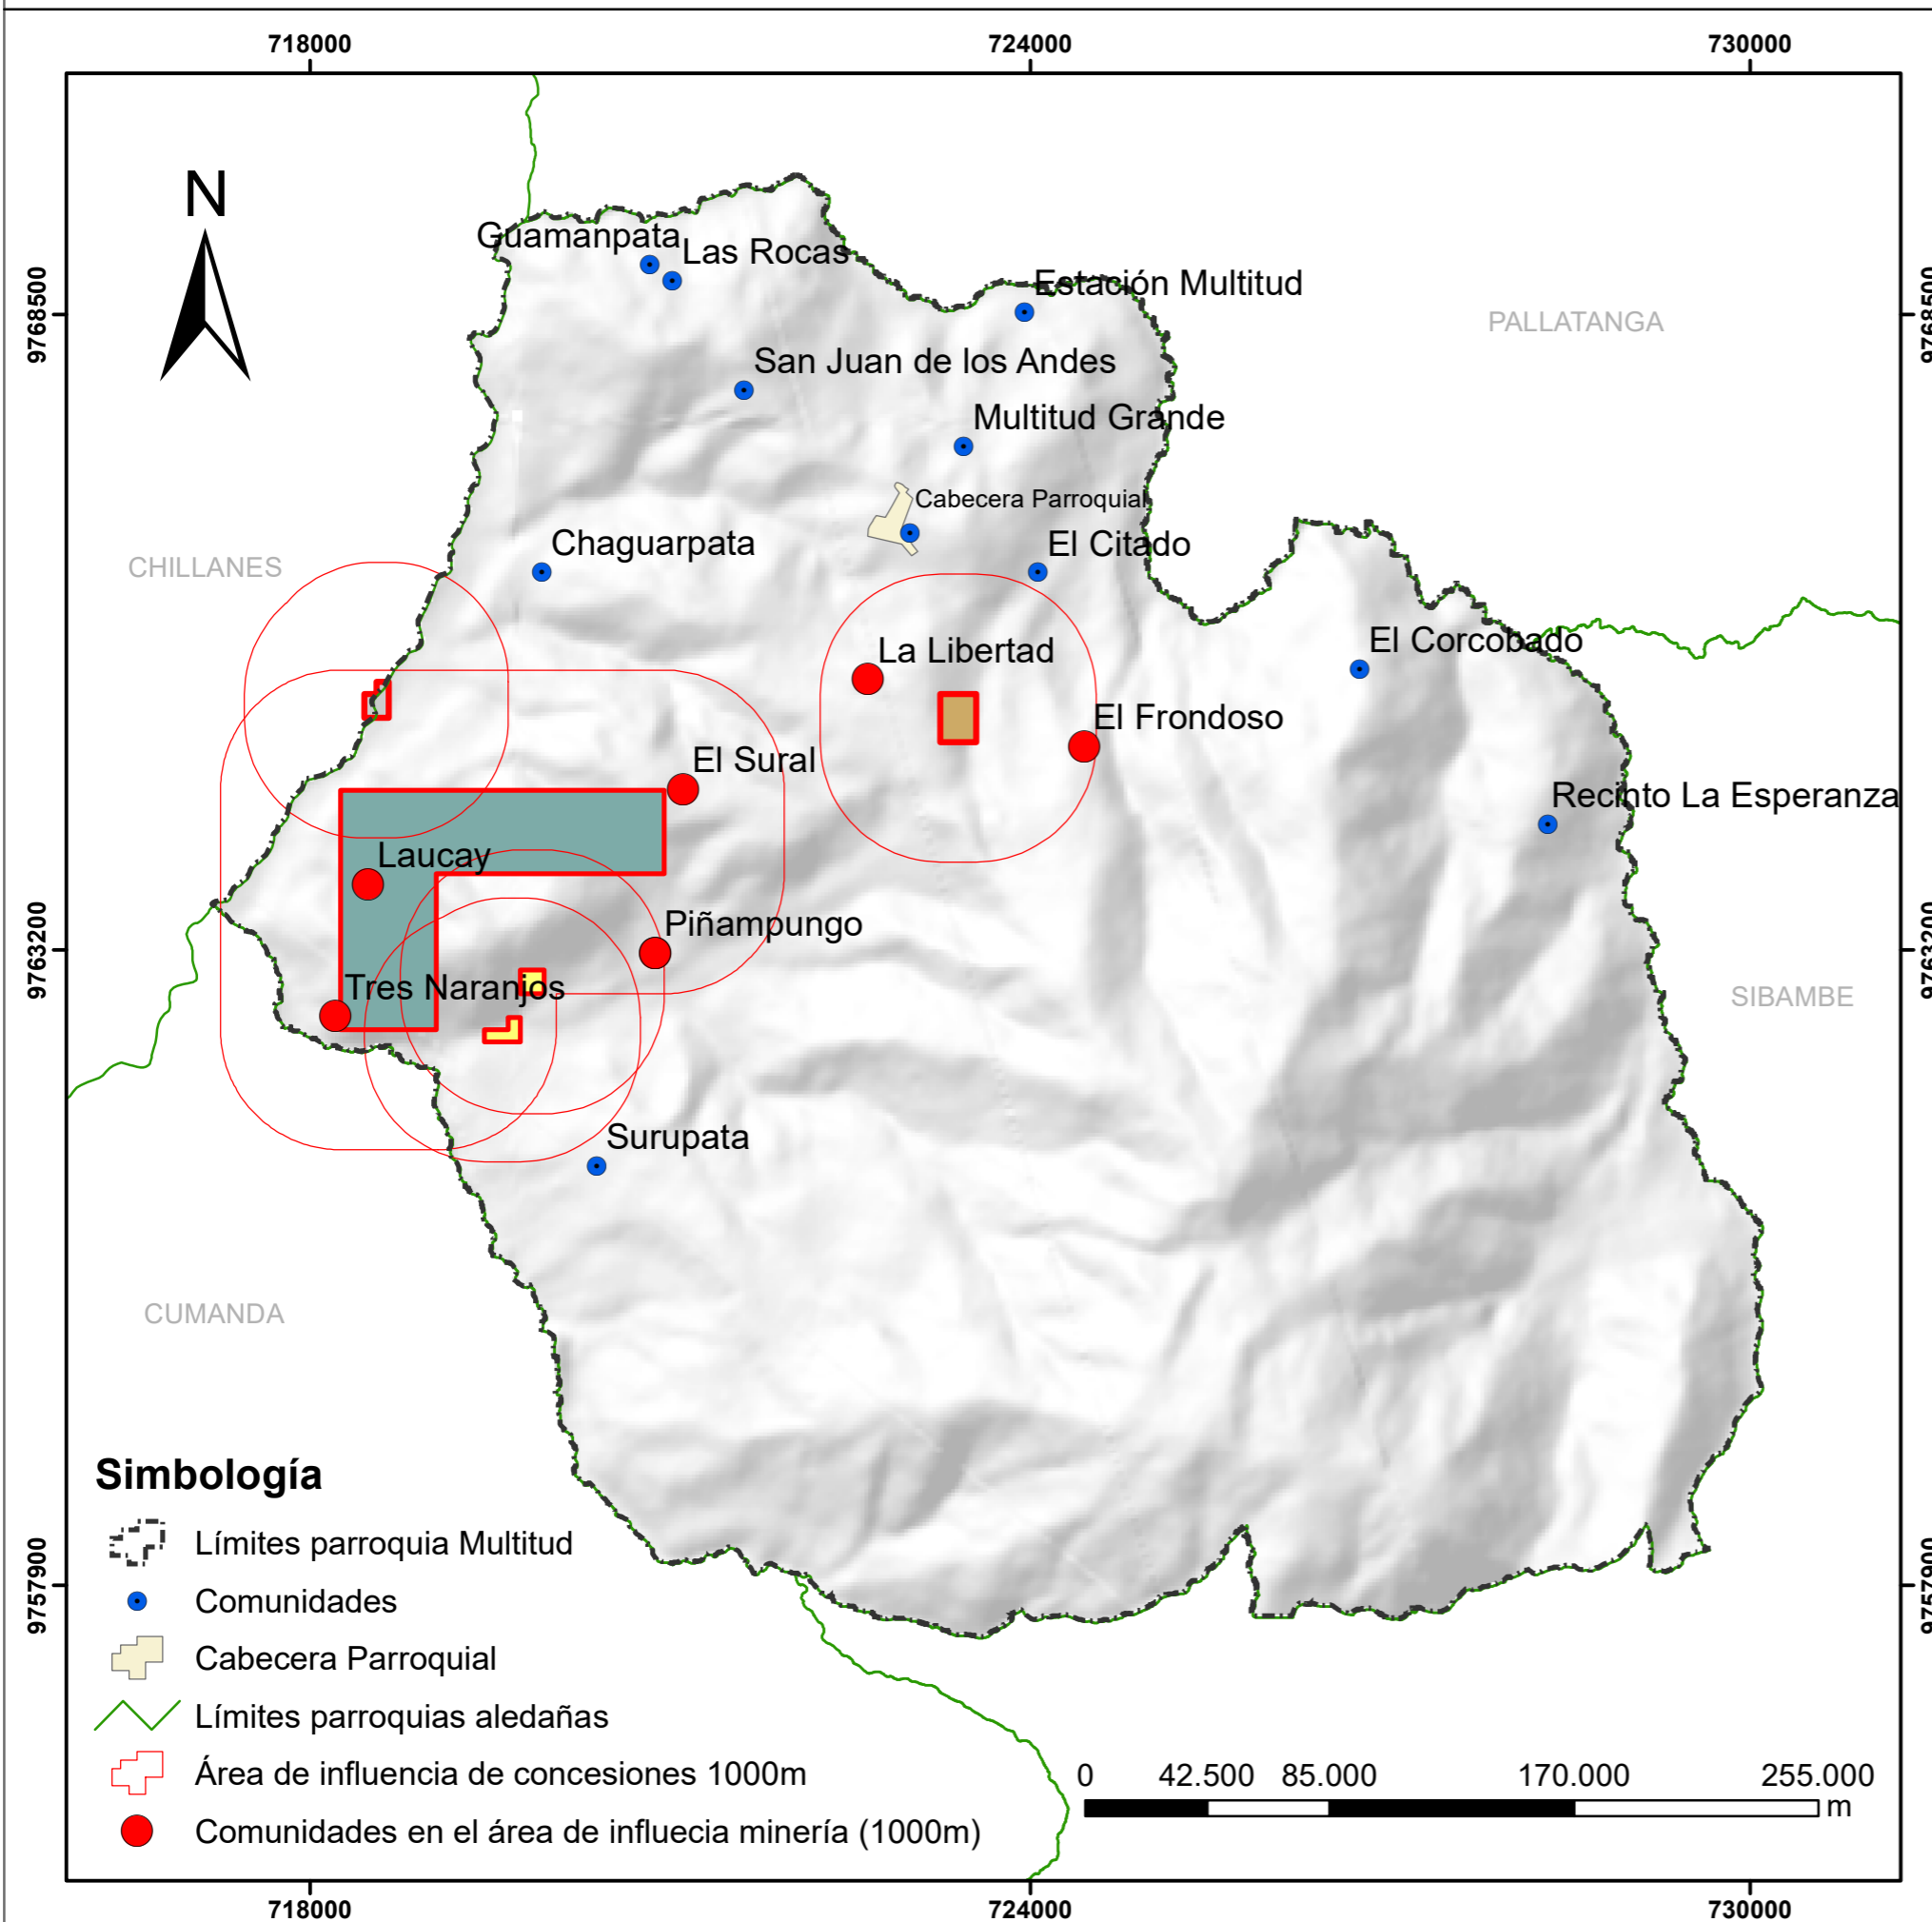 718000 724000 730000
N
Guamanpata
Las Rocas
Estación Multitud
9768500
9768500
PALLATANGA
San Juan de los Andes
Multitud Grande
Cabecera Parroquial
Chaguarpata
El Citado
CHILLANES
La Libertad
El Corcobado
El Frondoso
El Sural
Recinto La Esperanza
Laucay
Piñampungo
9763200
9763200
Tres Naranjos
SIBAMBE
Surupata
CUMANDA
Simbología
Límites parroquia Multitud
9757900
9757900
Comunidades
Cabecera Parroquial
Límites parroquias aledañas
Área de influencia de concesiones 1000m
0 42.500 85.000 170.000 255.000
m
Comunidades en el área de influecia minería (1000m)
718000 724000 730000